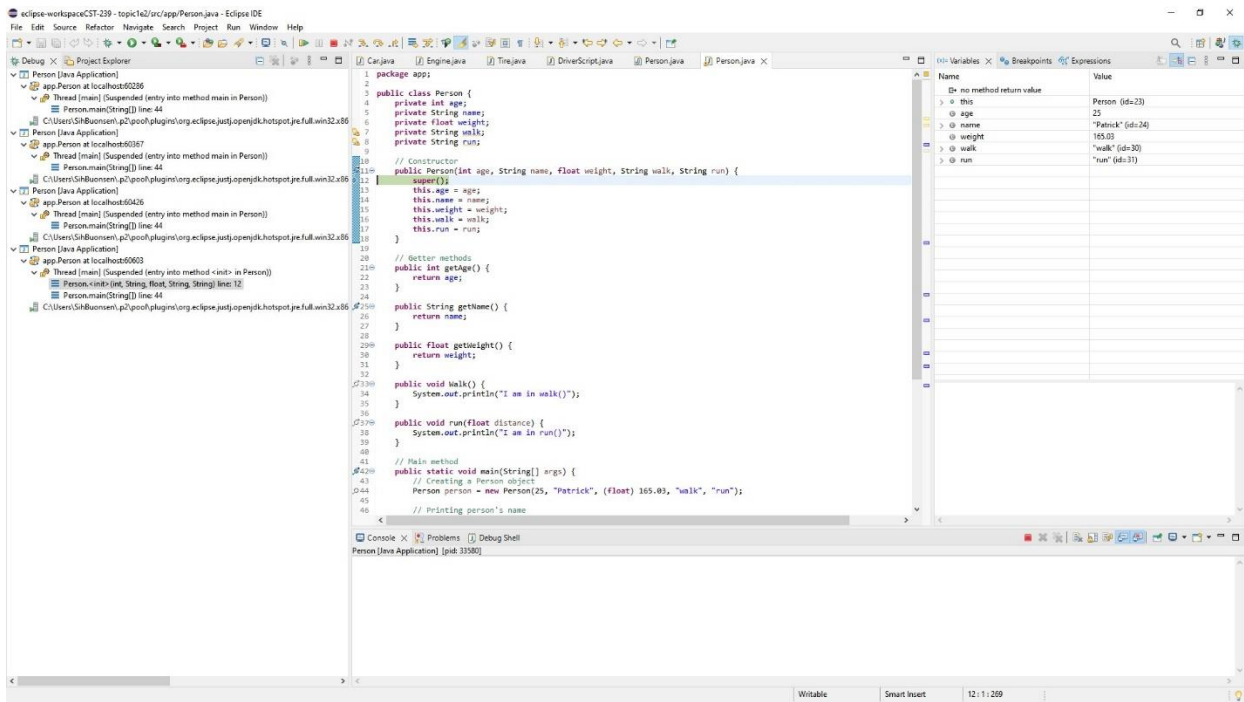 eclipse-workspaceCST-239 - topic1e2/src/app/Person.java - Eclipse IDE
File Edit Source Refactor Navigate Search Project Run Window Help
Debug Project Explorer
Person [Java Application]
app.Person at localhost:60286
Thread [main] (Suspended (entry into method main in Person))
Person.main(String[]) line: 44
C:\Users\SihBuonsen\.p2\pool\plugins\org.eclipse.justj.openjdk.hotspot.jre.full.win32.x86
Person [Java Application]
app.Person at localhost:60367
Thread [main] (Suspended (entry into method main in Person))
Person.main(String[]) line: 44
C:\Users\SihBuonsen\.p2\pool\plugins\org.eclipse.justj.openjdk.hotspot.jre.full.win32.x86
Person [Java Application]
app.Person at localhost:60426
Thread [main] (Suspended (entry into method main in Person))
Person.main(String[]) line: 44
C:\Users\SihBuonsen\.p2\pool\plugins\org.eclipse.justj.openjdk.hotspot.jre.full.win32.x86
Person [Java Application]
app.Person at localhost:60603
Thread [main] (Suspended (entry into method <init> in Person))
Person.<init>(int, String, float, String, String) line: 12
Person.main(String[]) line: 44
C:\Users\SihBuonsen\.p2\pool\plugins\org.eclipse.justj.openjdk.hotspot.jre.full.win32.x86
Car.java Engine.java Tire.java DriverScript.java Person.java Person.java
1 package app;
2
3 public class Person {
4 private int age;
5 private String name;
6 private float weight;
7 private String walk;
8 private String run;
9
10 // Constructor
11 public Person(int age, String name, float weight, String walk, String run) {
12 super();
13 this.age = age;
14 this.name = name;
15 this.weight = weight;
16 this.walk = walk;
17 this.run = run;
18 }
19
20 // Getter methods
21 public int getAge() {
22 return age;
23 }
24
25 public String getName() {
26 return name;
27 }
28
29 public float getWeight() {
30 return weight;
31 }
32
33 public void Walk() {
34 System.out.println("I am in walk()");
35 }
36
37 public void run(float distance) {
38 System.out.println("I am in run()");
39 }
40
41 // Main method
42 public static void main(String[] args) {
43 // Creating a Person object
44 Person person = new Person(25, "Patrick", (float) 165.03, "walk", "run");
45
46 // Printing person's name
Variables Breakpoints Expressions
Name Value
no method return value
this Person (id=23)
age 25
name "Patrick" (id=24)
weight 165.03
walk "walk" (id=30)
run "run" (id=31)
Console Problems Debug Shell
Person [Java Application] [pid: 33580]
Writable Smart Insert 12 : 1 : 269